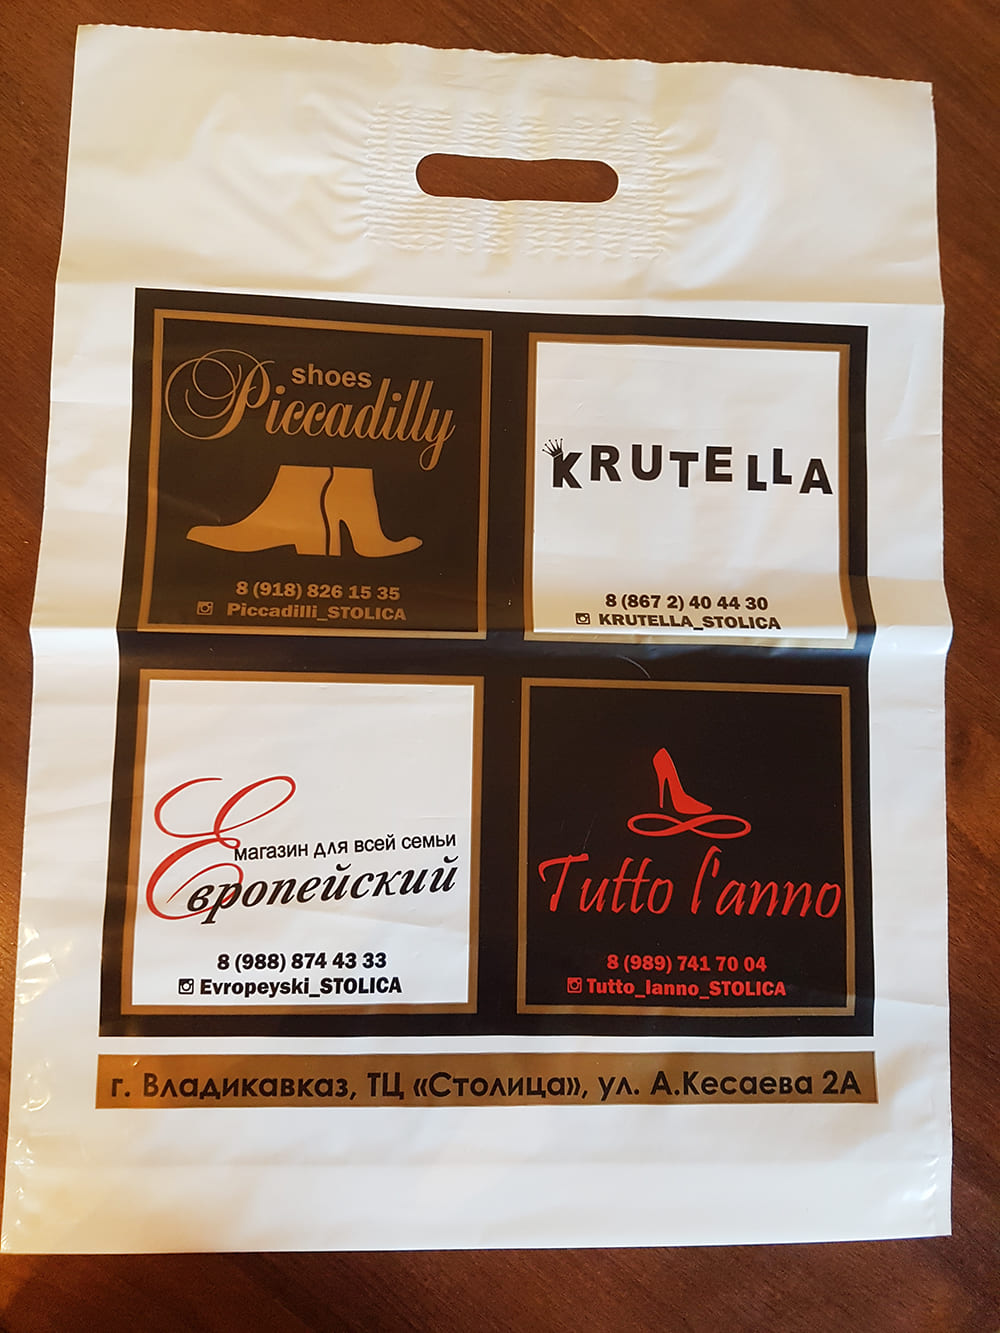 shoes
Piccadilly
8 (918) 826 15 35
Piccadilli_STOLICA
KRUTELLA
8 (867 2) 40 44 30
KRUTELLA_STOLICA
магазин для всей семьи
Европейский
8 (988) 874 43 33
Evropeyski_STOLICA
Tutto l'anno
8 (989) 741 70 04
Tutto_lanno_STOLICA
г. Владикавказ, ТЦ «Столица», ул. А.Кесаева 2А